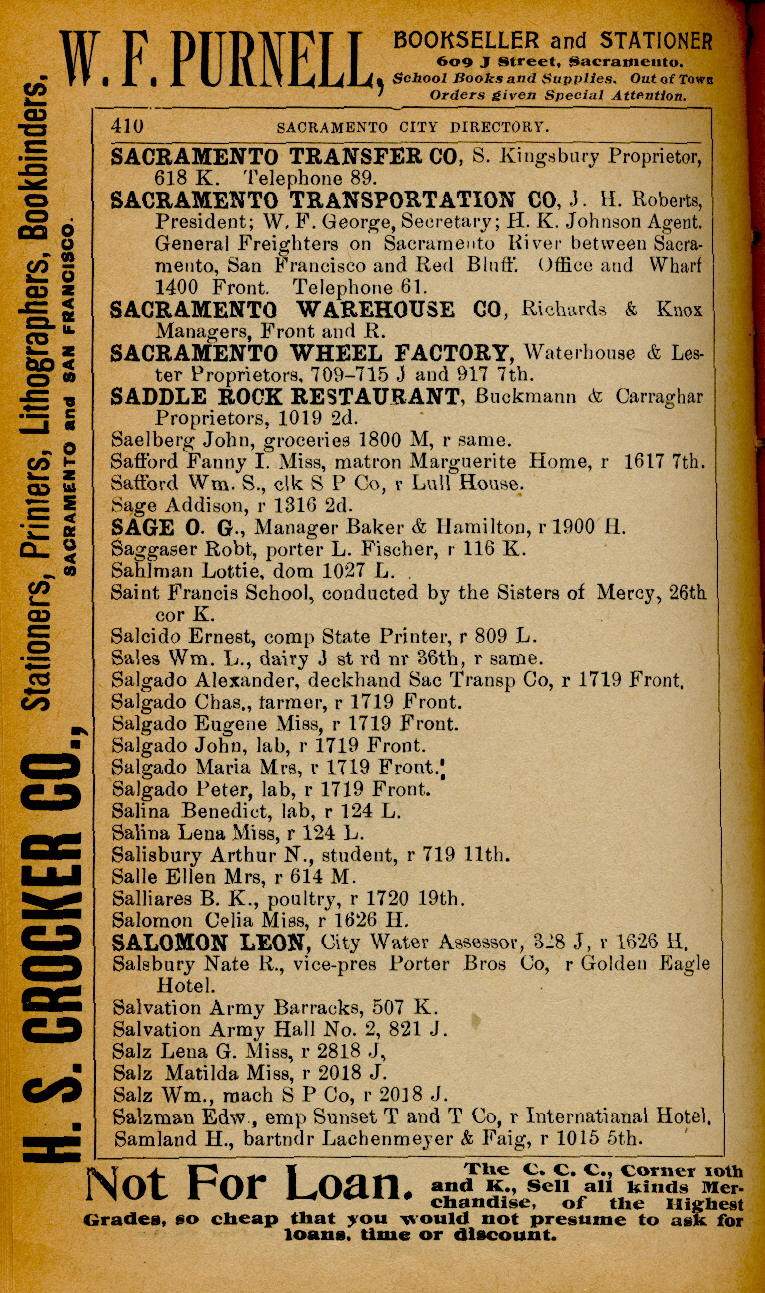 W. F. PURNELL,
BOOKSELLER and STATIONER
609 J Street, Sacramento.
School Books and Supplies. Out of Town
Orders given Special Attention.
H. S. CROCKER CO.,
Stationers, Printers, Lithographers, Bookbinders,
SACRAMENTO and SAN FRANCISCO.
410 SACRAMENTO CITY DIRECTORY.
SACRAMENTO TRANSFER CO, S. Kingsbury Proprietor,
618 K. Telephone 89.
SACRAMENTO TRANSPORTATION CO, J. H. Roberts,
President; W. F. George, Secretary; H. K. Johnson Agent.
General Freighters on Sacramento River between Sacra-
mento, San Francisco and Red Bluff. Office and Wharf
1400 Front. Telephone 61.
SACRAMENTO WAREHOUSE CO, Richards & Knox
Managers, Front and R.
SACRAMENTO WHEEL FACTORY, Waterhouse & Les-
ter Proprietors, 709-715 J and 917 7th.
SADDLE ROCK RESTAURANT, Buckmann & Carraghar
Proprietors, 1019 2d.
Saelberg John, groceries 1800 M, r same.
Safford Fanny I. Miss, matron Marguerite Home, r 1617 7th.
Safford Wm. S., clk S P Co, r Lull House.
Sage Addison, r 1316 2d.
SAGE O. G., Manager Baker & Hamilton, r 1900 H.
Saggaser Robt, porter L. Fischer, r 116 K.
Sahlman Lottie, dom 1027 L.
Saint Francis School, conducted by the Sisters of Mercy, 26th
cor K.
Salcido Ernest, comp State Printer, r 809 L.
Sales Wm. L., dairy J st rd nr 36th, r same.
Salgado Alexander, deckhand Sac Transp Co, r 1719 Front.
Salgado Chas., farmer, r 1719 Front.
Salgado Eugene Miss, r 1719 Front.
Salgado John, lab, r 1719 Front.
Salgado Maria Mrs, r 1719 Front.
Salgado Peter, lab, r 1719 Front.
Salina Benedict, lab, r 124 L.
Salina Lena Miss, r 124 L.
Salisbury Arthur N., student, r 719 11th.
Salle Ellen Mrs, r 614 M.
Salliares B. K., poultry, r 1720 19th.
Salomon Celia Miss, r 1626 H.
SALOMON LEON, City Water Assessor, 328 J, r 1626 H.
Salsbury Nate R., vice-pres Porter Bros Co, r Golden Eagle
Hotel.
Salvation Army Barracks, 507 K.
Salvation Army Hall No. 2, 821 J.
Salz Lena G. Miss, r 2818 J,
Salz Matilda Miss, r 2018 J.
Salz Wm., mach S P Co, r 2018 J.
Salzman Edw., emp Sunset T and T Co, r Internatianal Hotel.
Samland H., bartndr Lachenmeyer & Faig, r 1015 5th.
Not For Loan.
The C. C. C., Corner 10th
and K., Sell all kinds Mer-
chandise, of the Highest
Grades, so cheap that you would not presume to ask for
loans, time or discount.